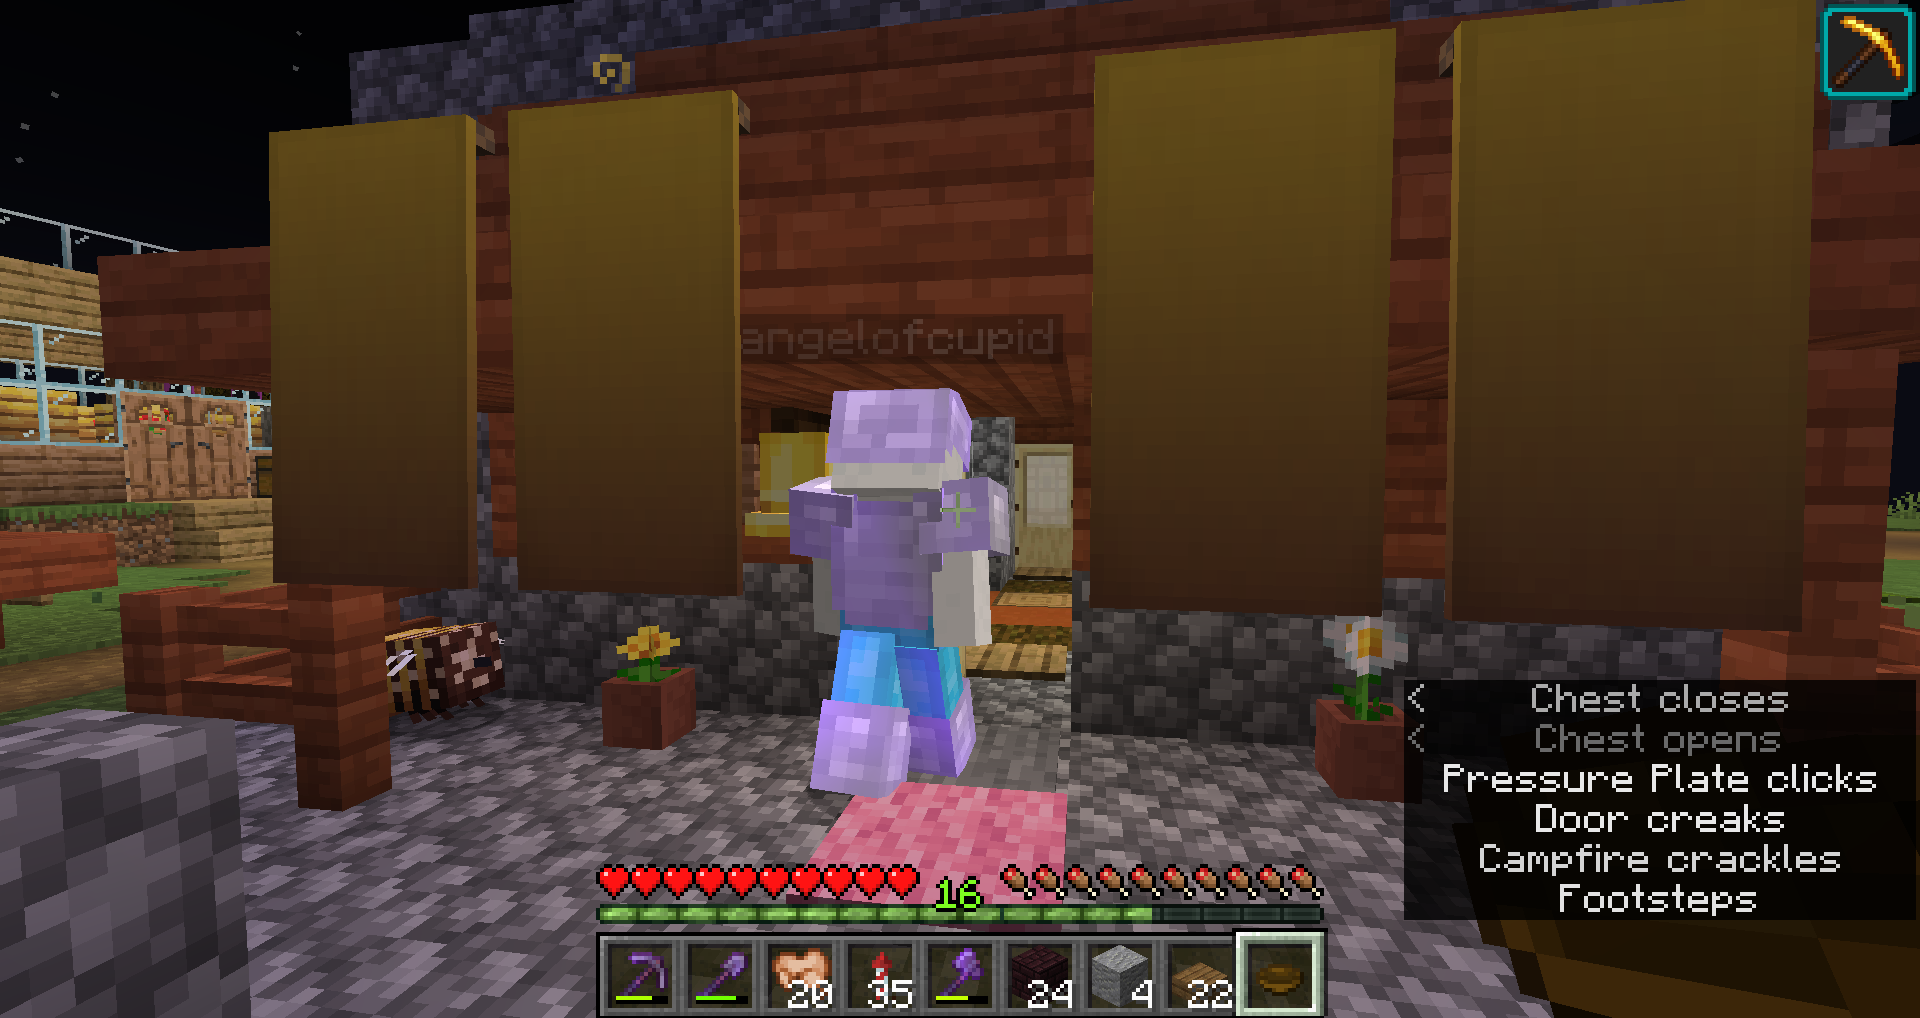 angelofcupid
< Chest closes
< Chest opens
Pressure Plate clicks
Door creaks
Campfire crackles
Footsteps
16
20 35 24 4 22